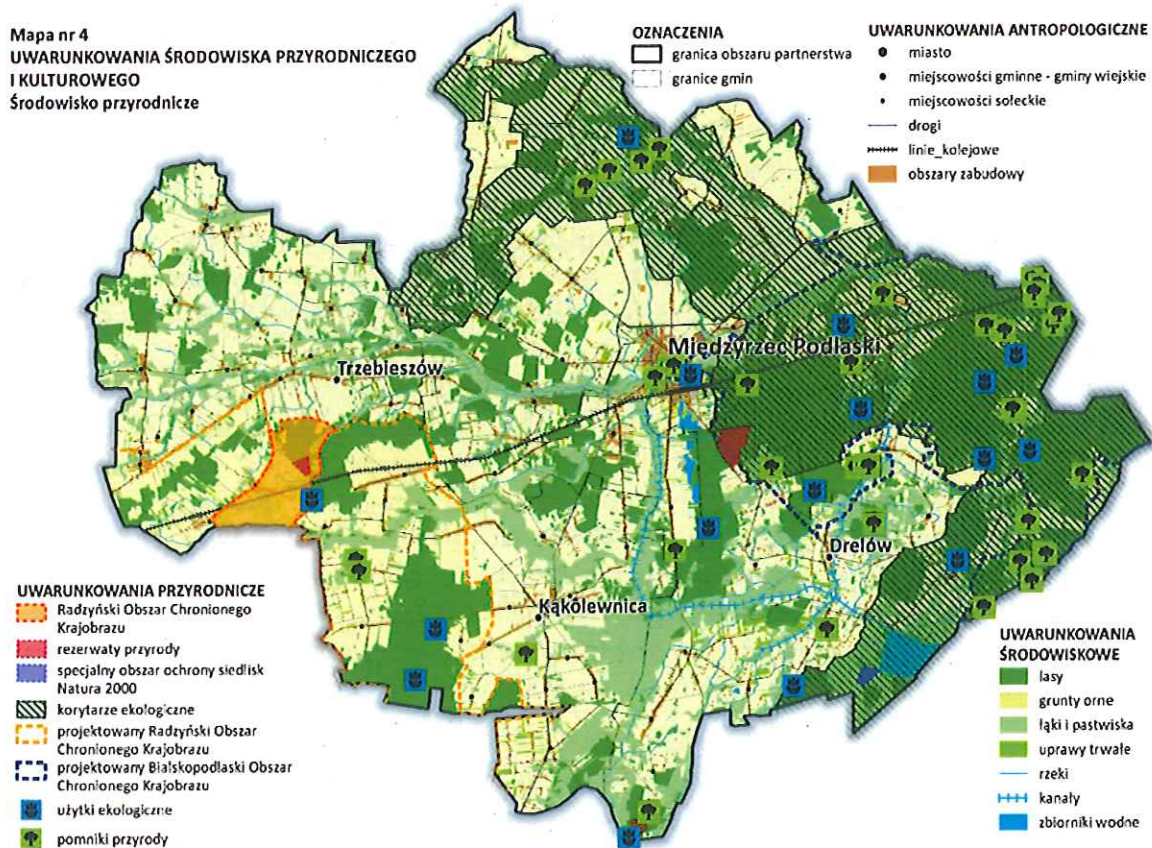 Mapa nr 4
UWARUNKOWANIA ŚRODOWISKA PRZYRODNICZEGO
I KULTUROWEGO
Środowisko przyrodnicze
OZNACZENIA
granica obszaru partnerstwa
granice gmin
UWARUNKOWANIA ANTROPOLOGICZNE
miasto
miejscowości gminne - gminy wiejskie
miejscowości sołeckie
drogi
linie_kolejowe
obszary zabudowy
Międzyrzec Podlaski
Trzebieszów
Drelów
Kąkolewnica
UWARUNKOWANIA PRZYRODNICZE
Radzyński Obszar Chronionego
Krajobrazu
rezerwaty przyrody
specjalny obszar ochrony siedlisk
Natura 2000
korytarze ekologiczne
projektowany Radzyński Obszar
Chronionego Krajobrazu
projektowany Bialskopodlaski Obszar
Chronionego Krajobrazu
użytki ekologiczne
pomniki przyrody
UWARUNKOWANIA
ŚRODOWISKOWE
lasy
grunty orne
łąki i pastwiska
uprawy trwałe
rzeki
kanały
zbiorniki wodne